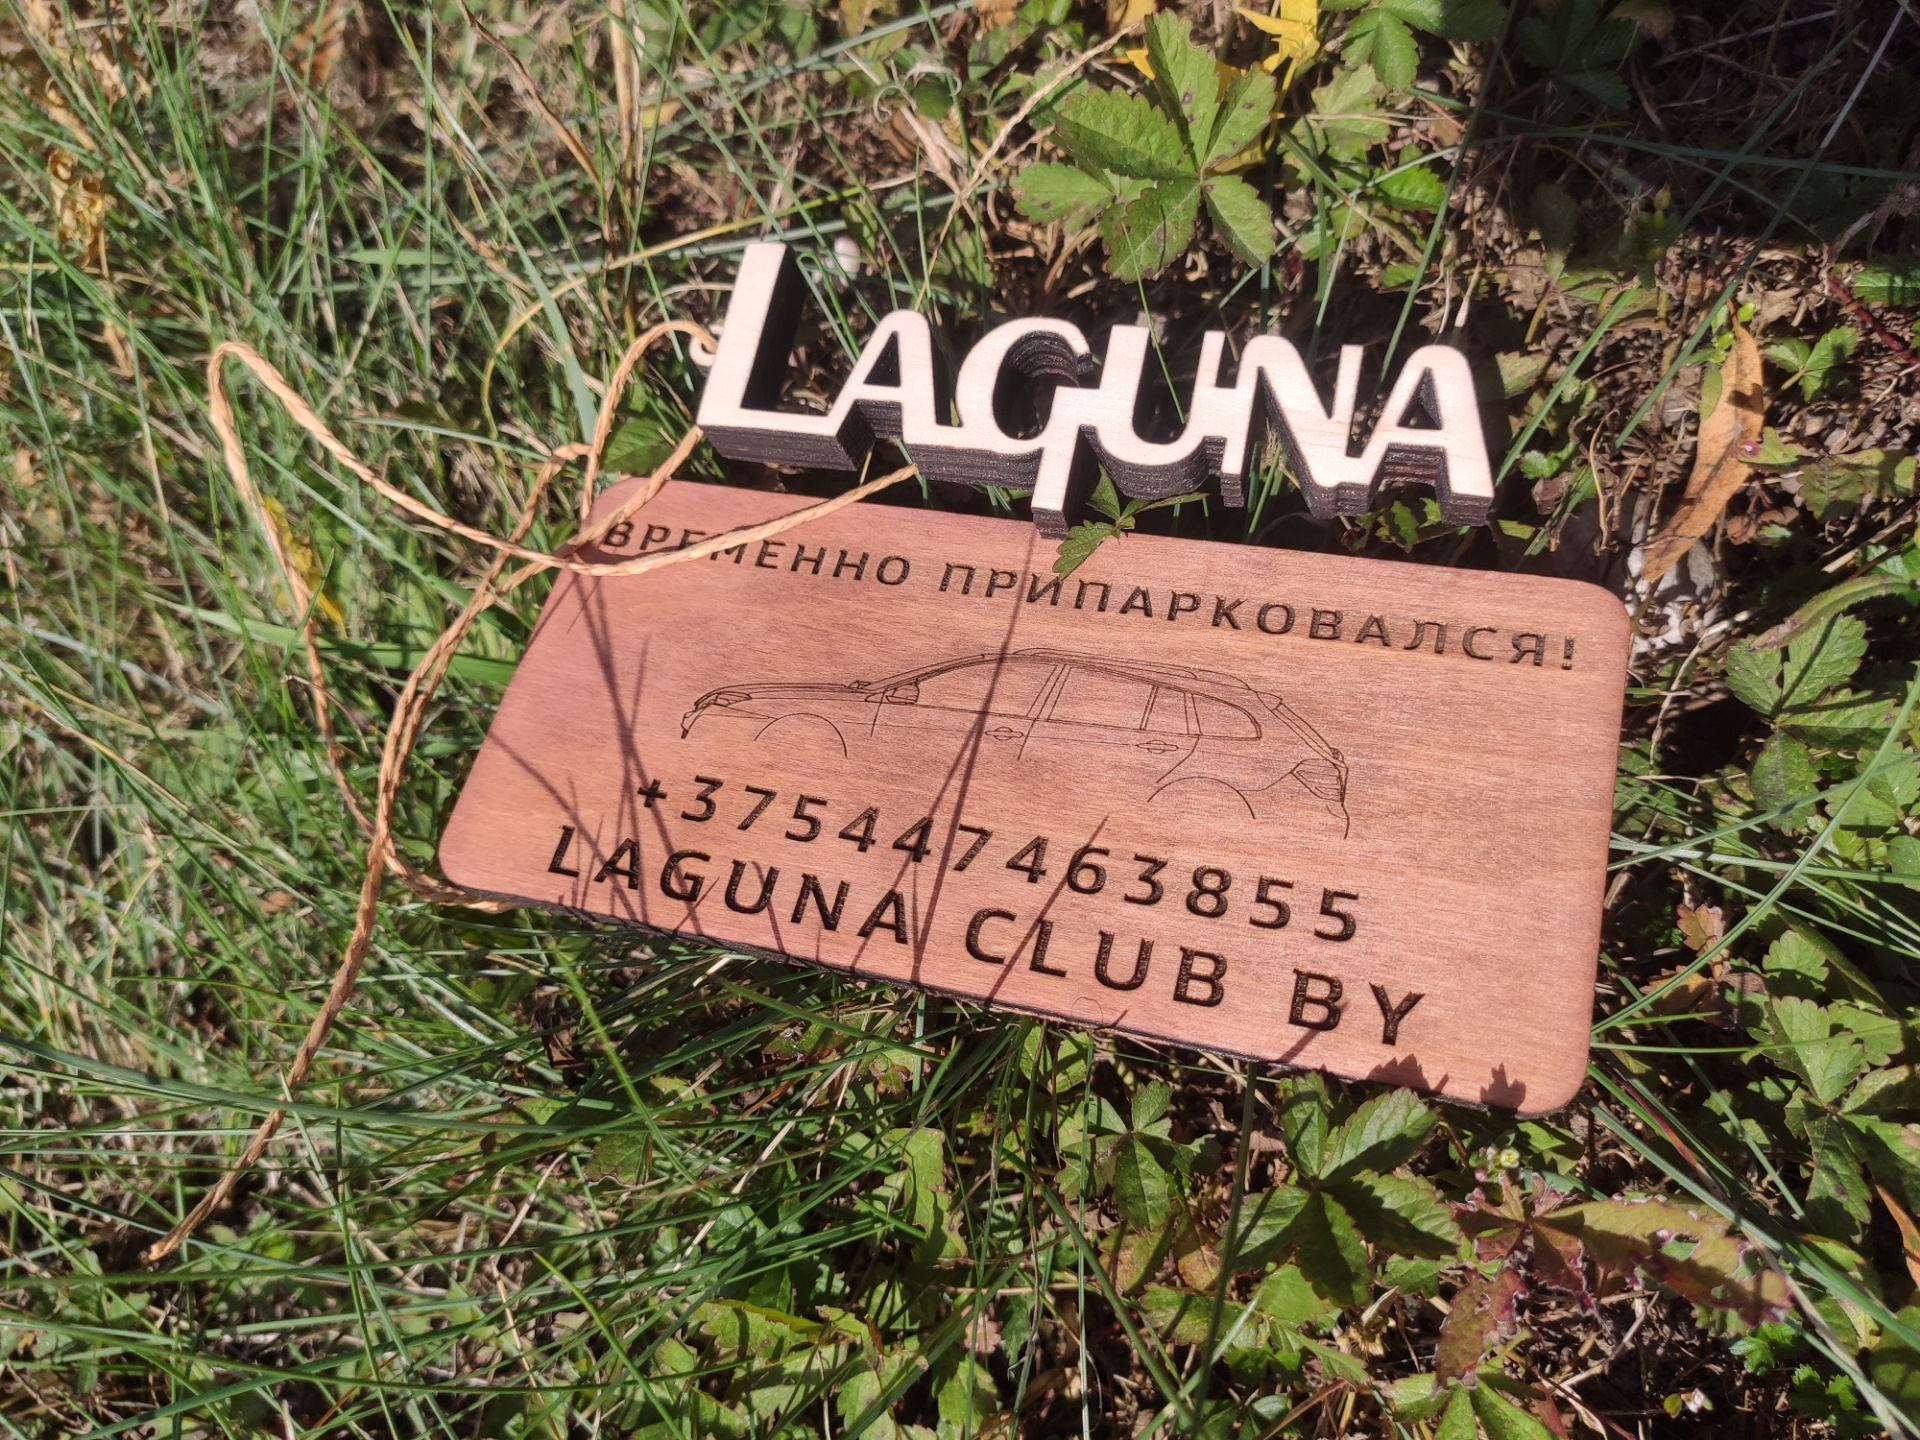 LAGUNA
ВРЕМЕННО ПРИПАРКОВАЛСЯ!
+375447463855
LAGUNA CLUB BY